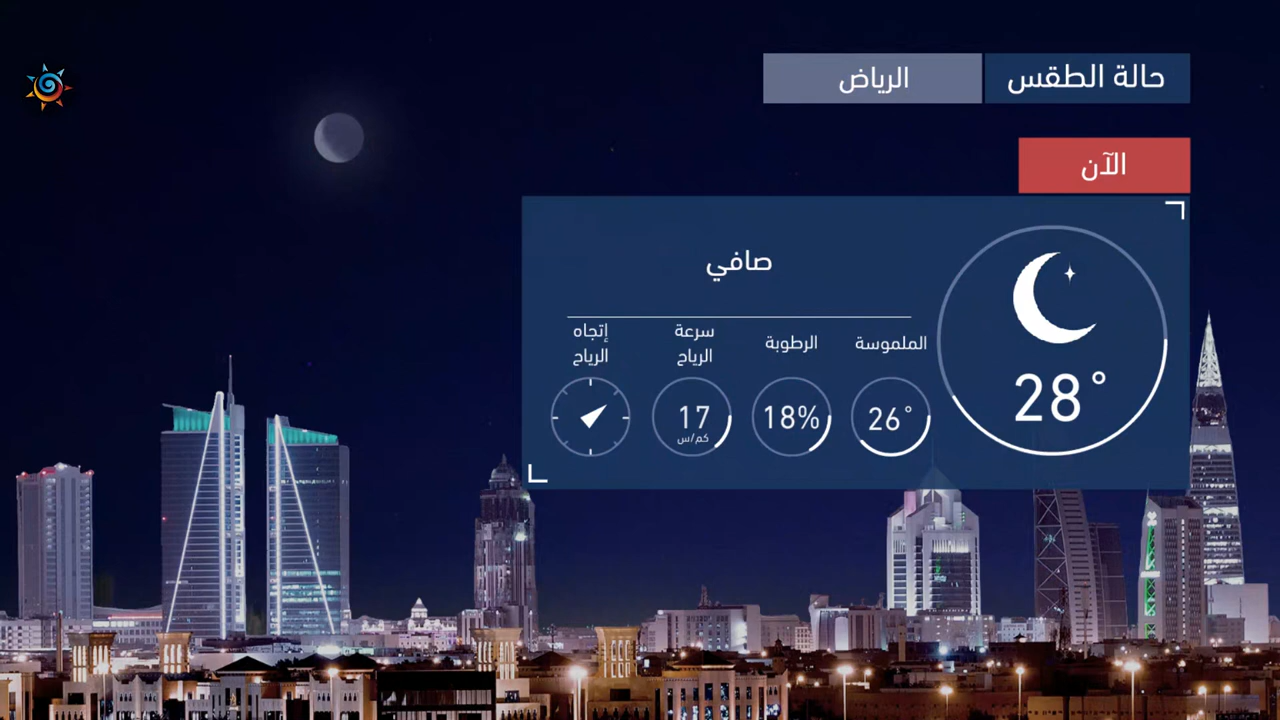 حالة الطقس
الرياض
الآن
صافي
28°
الملموسة
26°
الرطوبة
18%
سرعة
الرياح
17
كم/س
إتجاه
الرياح